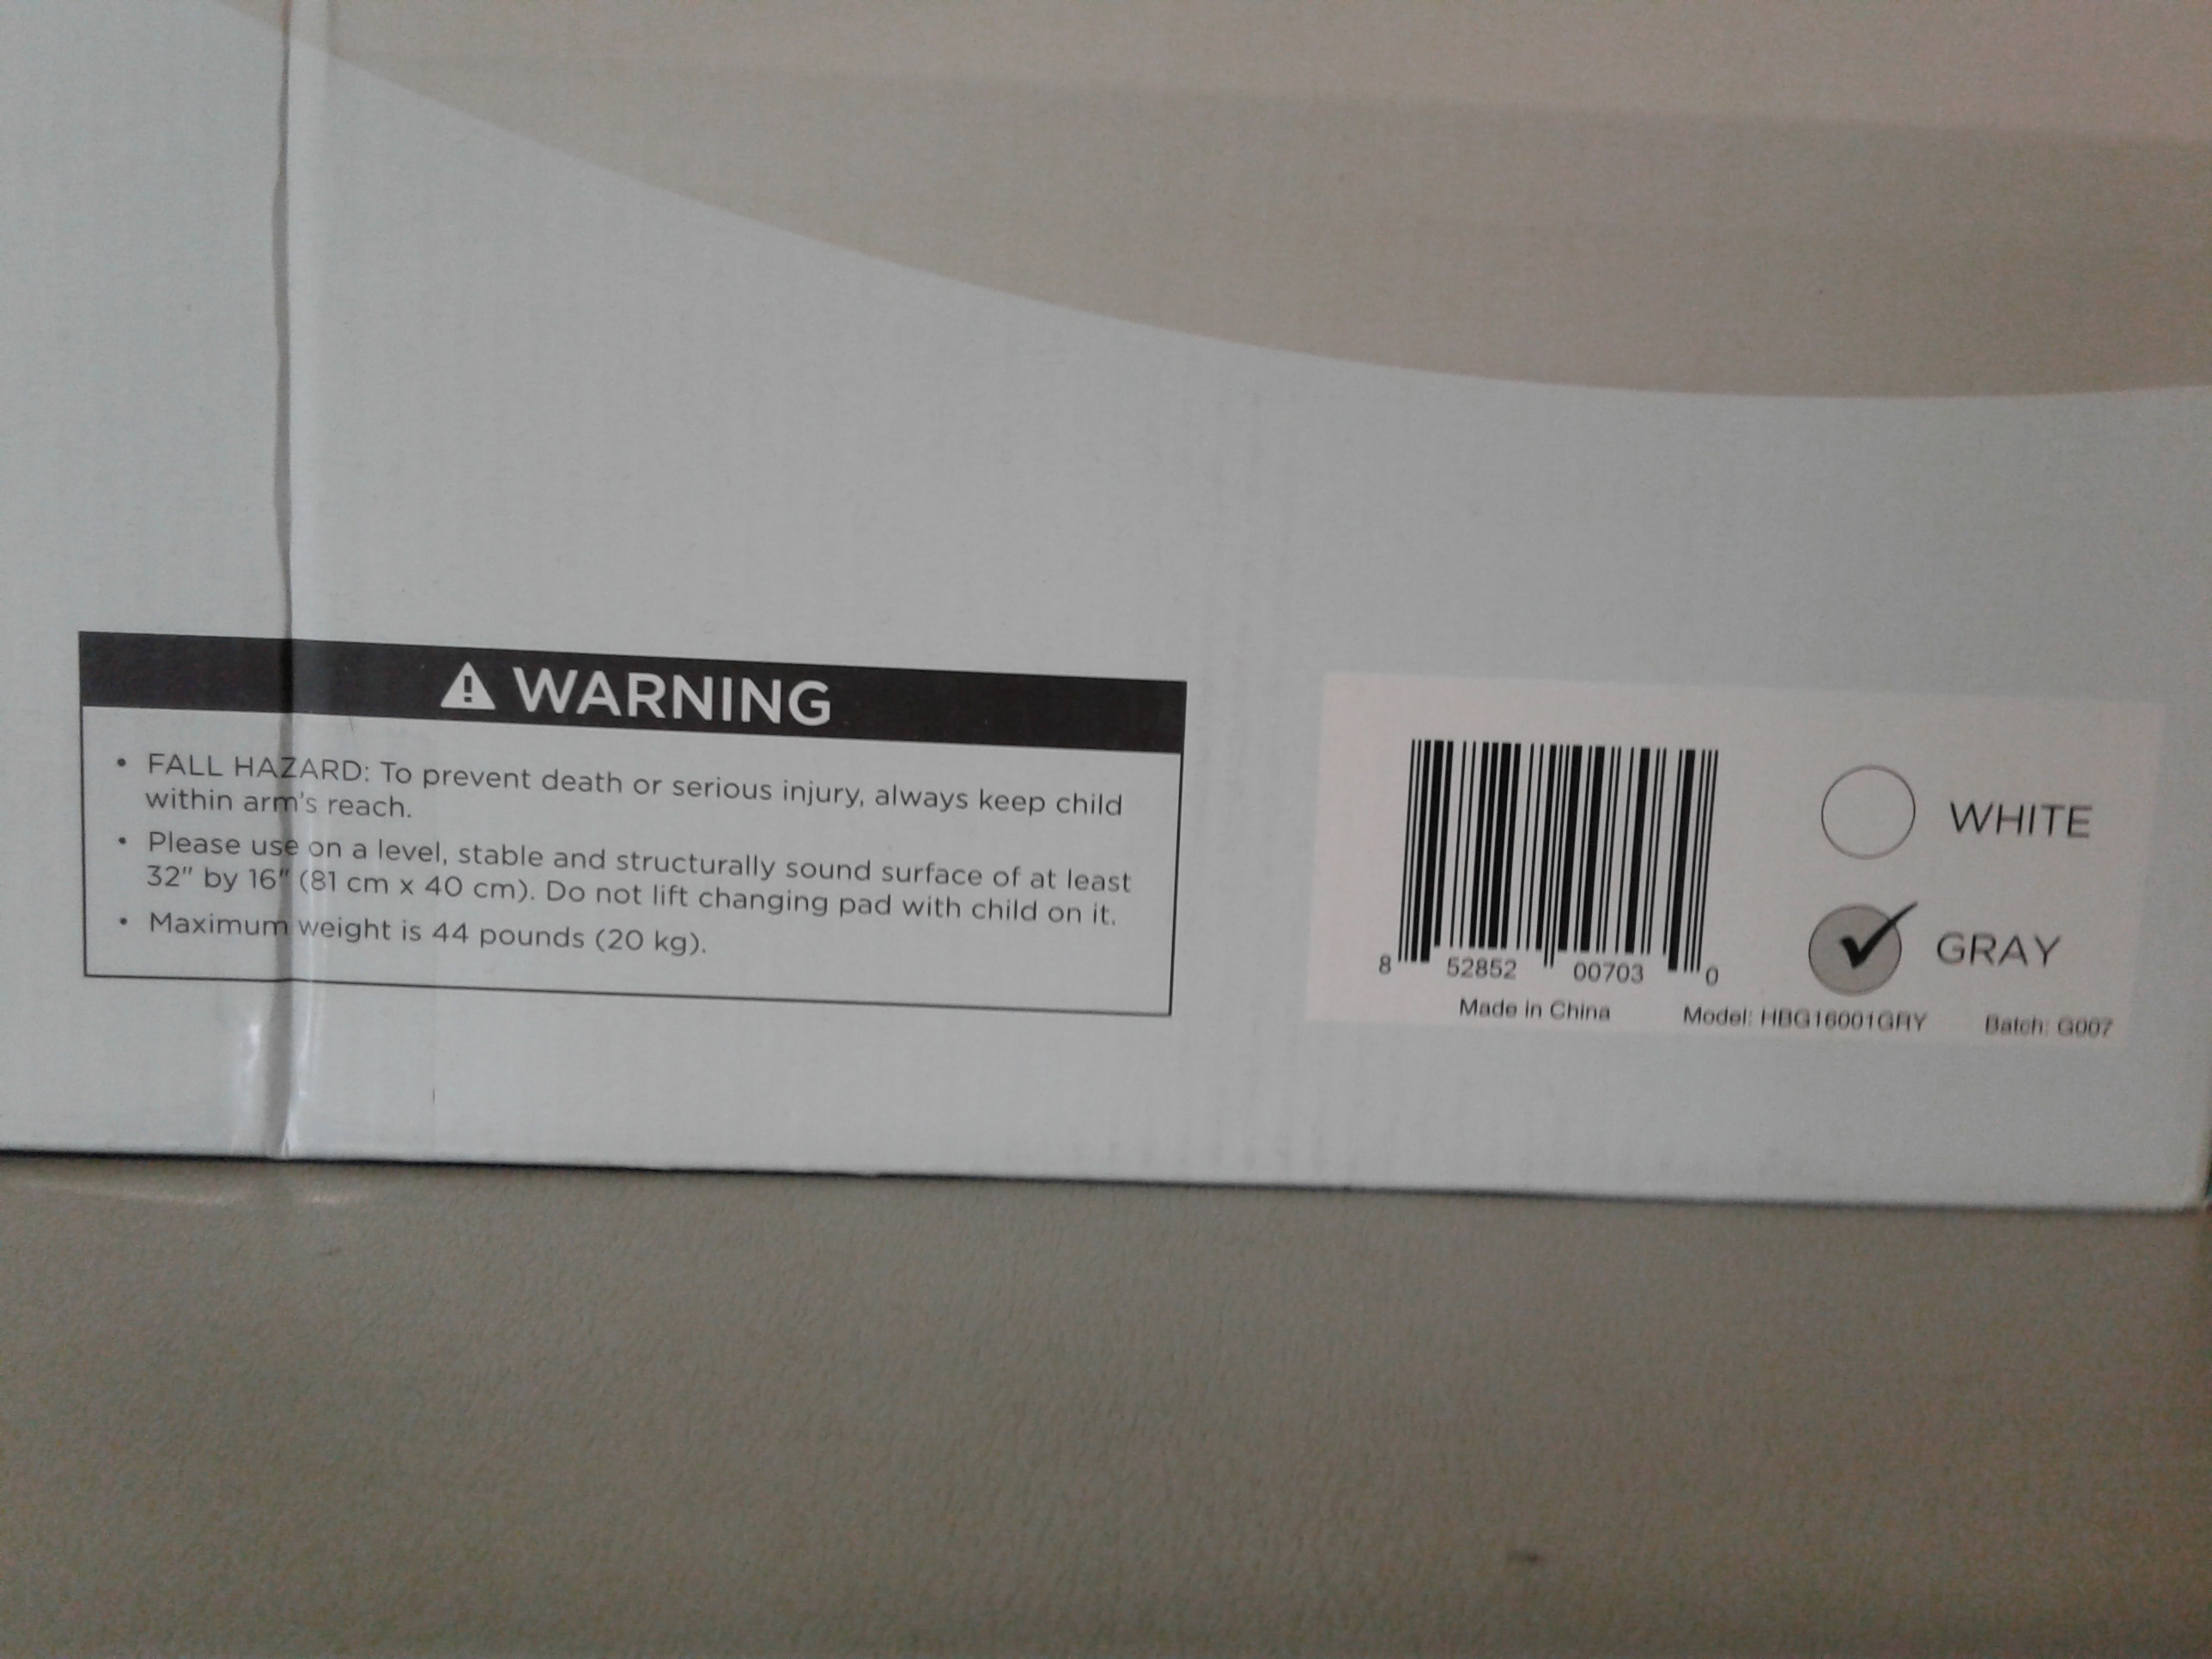 WARNING
• FALL HAZARD: To prevent death or serious injury, always keep child
within arm's reach.
• Please use on a level, stable and structurally sound surface of at least
32" by 16" (81 cm x 40 cm). Do not lift changing pad with child on it.
• Maximum weight is 44 pounds (20 kg).
WHITE
GRAY
8 52852 00703 0
Made in China Model: HBG16001GRY Batch: G007